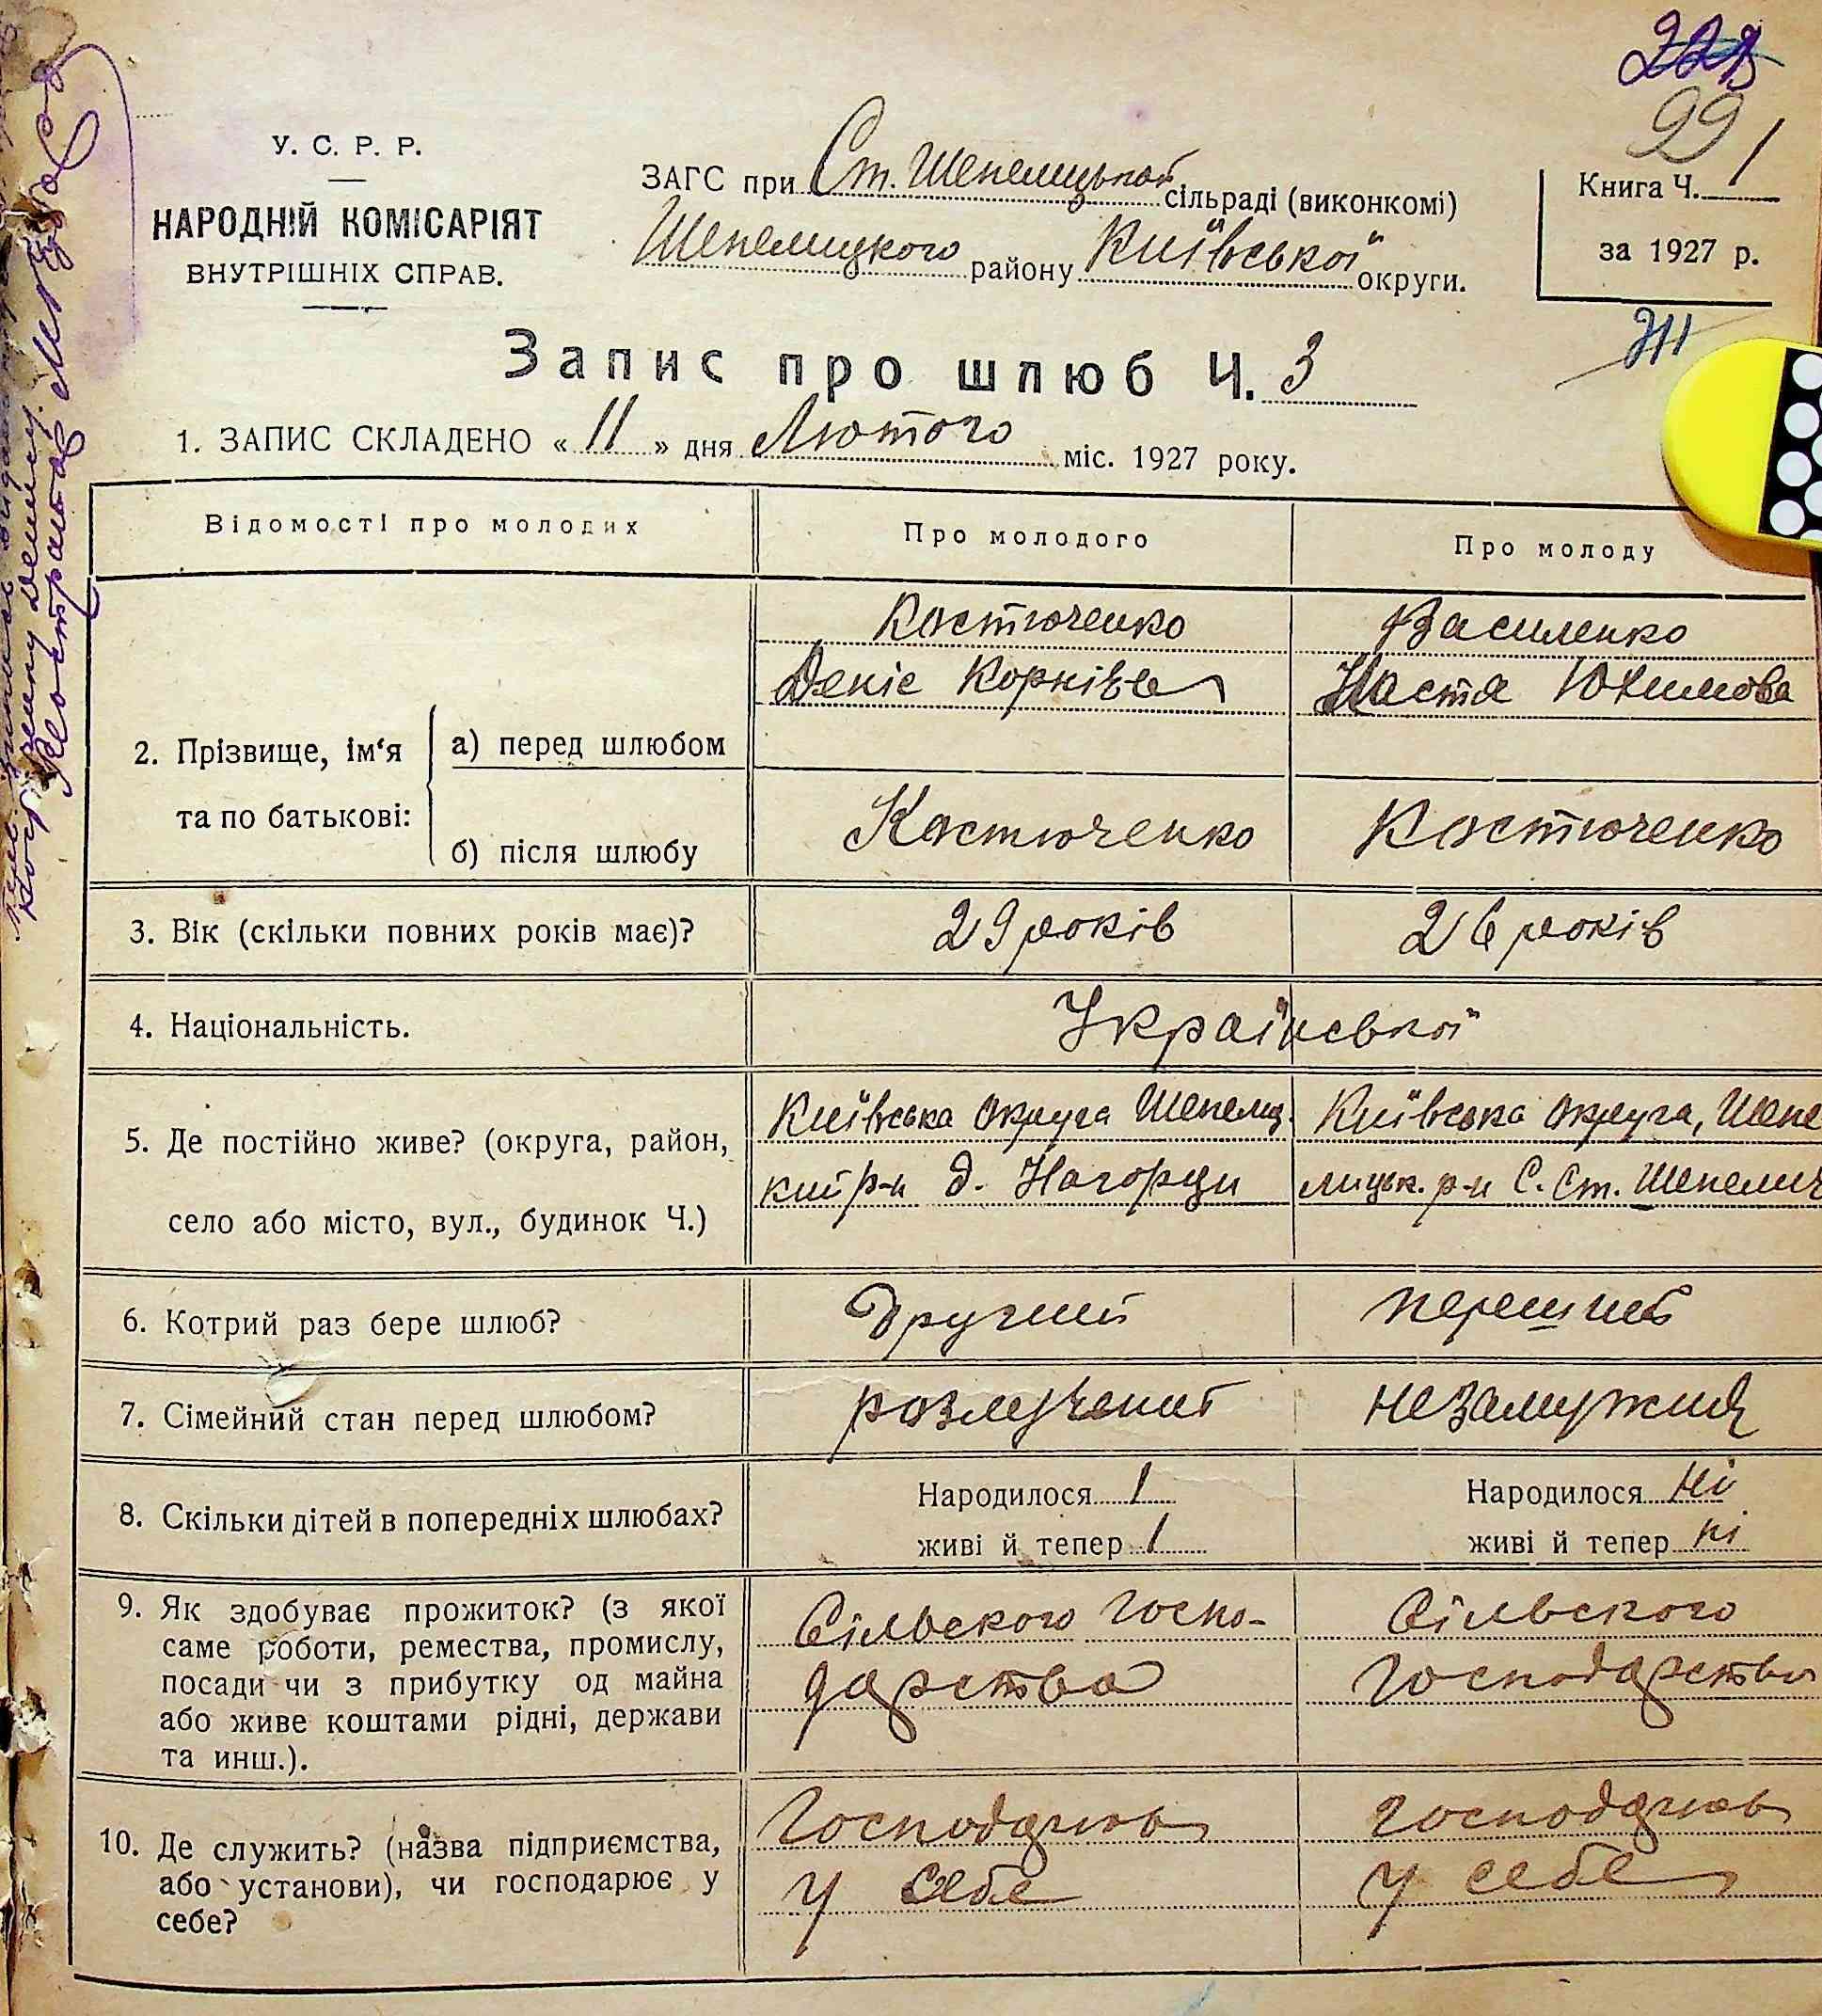 99
У. С. Р. Р.
НАРОДНІЙ КОМІСАРІЯТ
ВНУТРІШНІХ СПРАВ.
ЗАГС при Ст. Шепелицькой сільраді (виконкомі)
Шепелицкого району Київської округи.
Книга Ч. 1
за 1927 р.
Запис про шлюб Ч. 3
1. ЗАПИС СКЛАДЕНО « 11 » дня Лютого міс. 1927 року.
Відомості про молодих Про молодого Про молоду
Костюченко Василенко
Деніс Корнієв Настя Юхимова
2. Прізвище, ім‘я та по батькові:
а) перед шлюбом
б) після шлюбу Костюченко Костюченко
3. Вік (скільки повних років має)? 29 років 26 років
4. Національність. Української
5. Де постійно живе? (округа, район, село або місто, вул., будинок Ч.)
Київська округа Шепелиц. Київська округа, Шепе
кий р-н д. Нагорци лицьк. р-н С. Ст. Шепелич
6. Котрий раз бере шлюб? другий перший
7. Сімейний стан перед шлюбом? розлучений незамужня
8. Скільки дітей в попередніх шлюбах? Народилося 1 Народилося Ні
живі й тепер 1 живі й тепер ні
9. Як здобуває прожиток? (з якої
саме роботи, ремества, промислу,
посади чи з прибутку од майна
або живе коштами рідні, держави
та инш.).
Сільского госпо- Сільского
дарства господарства
10. Де служить? (назва підприємства,
або установи), чи господарює у
себе?
Господарює господарює
у себе у себе